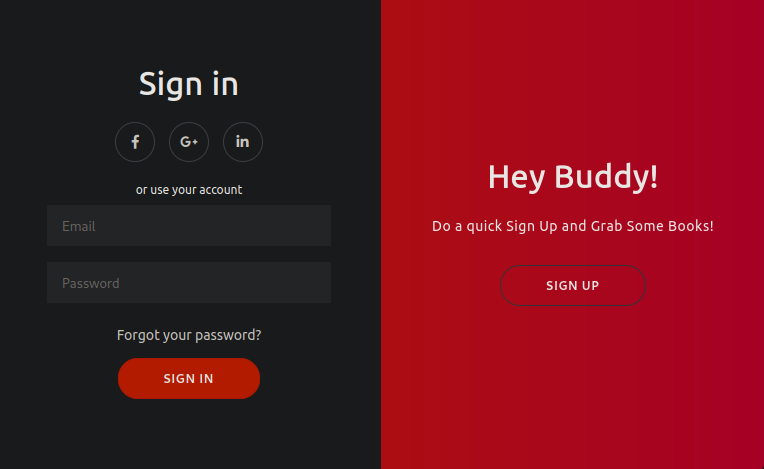 Sign in
f G+ in
or use your account
Email
Password
Forgot your password?
SIGN IN
Hey Buddy!
Do a quick Sign Up and Grab Some Books!
SIGN UP